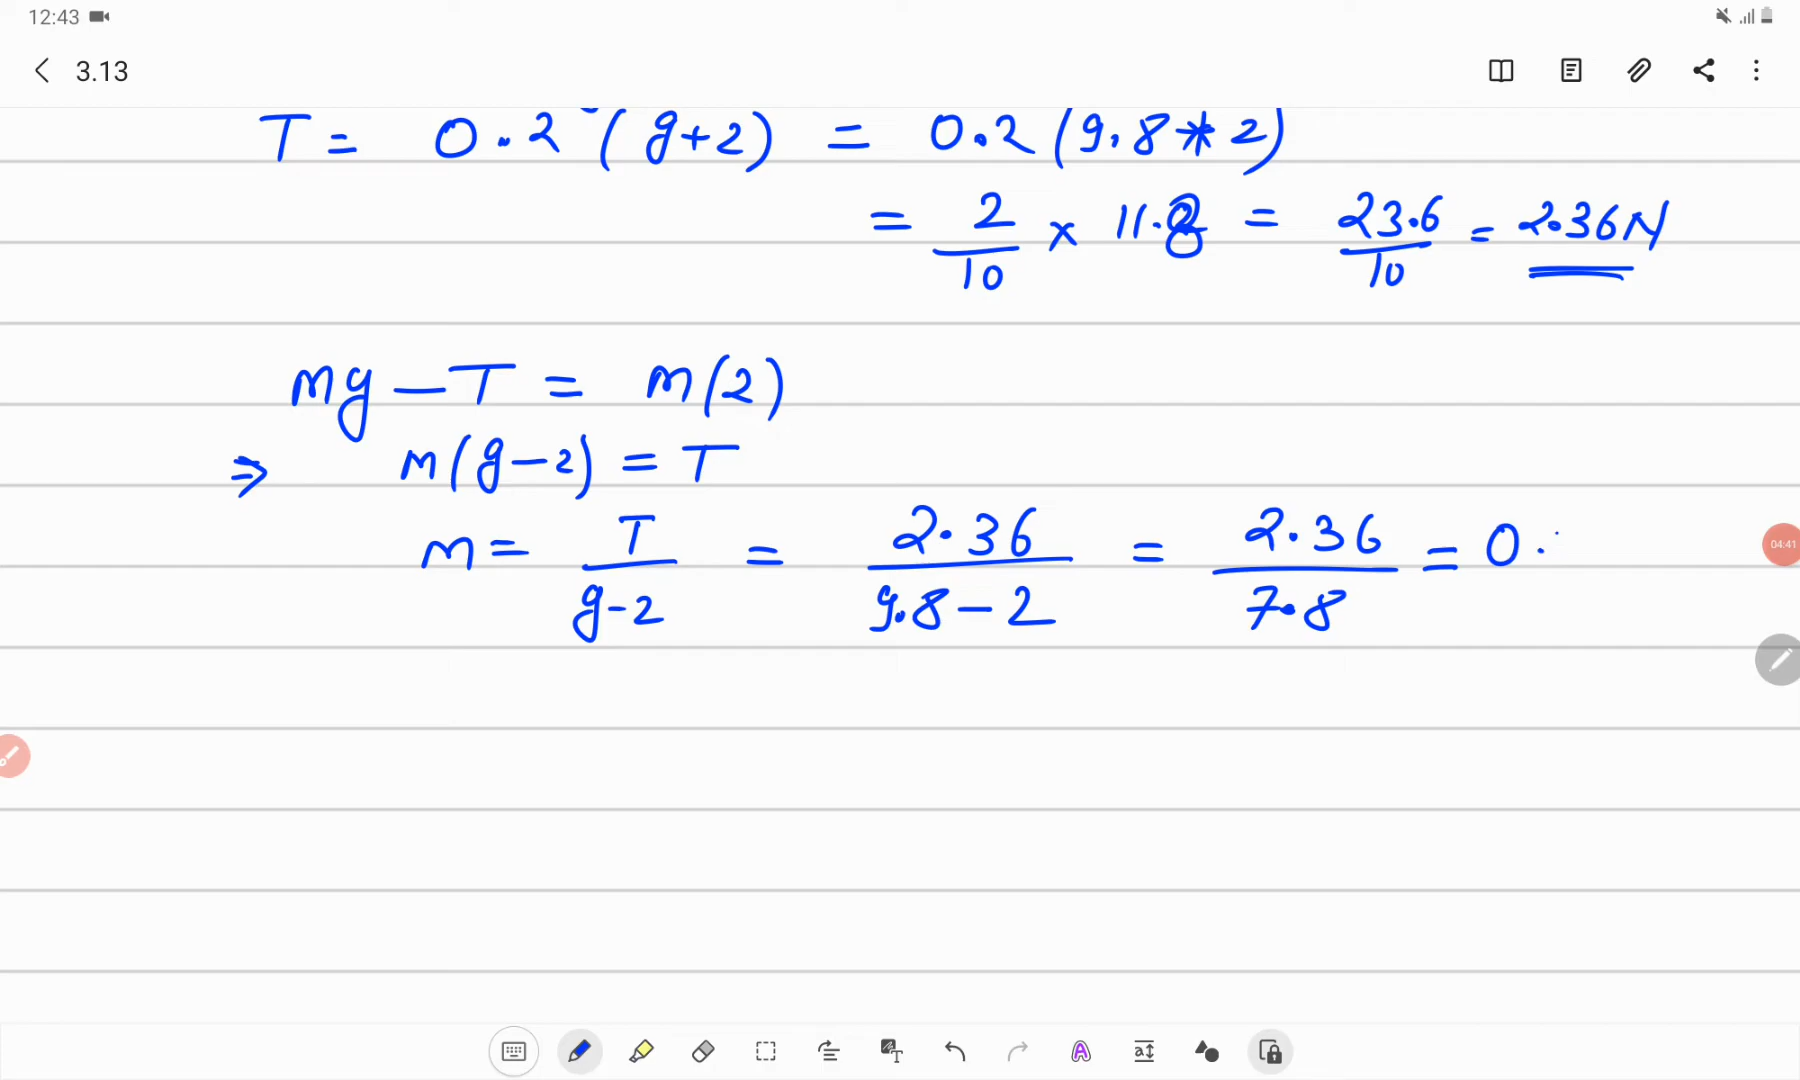 12:43
3.13
T = 0.2 (g+2) = 0.2 (9.8 * 2)
= 2/10 × 11.8 = 23.6/10 = 2.36 N
mg - T = m(2)
⇒ m(g-2) = T
m = T/g-2 = 2.36/9.8-2 = 2.36/7.8 = 0.
04:41